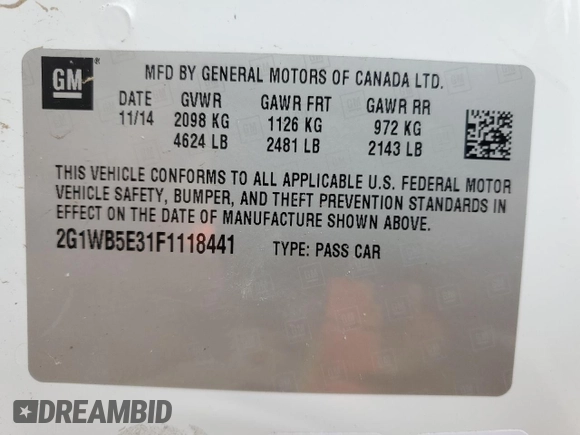 GM ®
MFD BY GENERAL MOTORS OF CANADA LTD.
DATE GVWR GAWR FRT GAWR RR
11/14 2098 KG 1126 KG 972 KG
4624 LB 2481 LB 2143 LB
THIS VEHICLE CONFORMS TO ALL APPLICABLE U.S. FEDERAL MOTOR
VEHICLE SAFETY, BUMPER, AND THEFT PREVENTION STANDARDS IN
EFFECT ON THE DATE OF MANUFACTURE SHOWN ABOVE.
2G1WB5E31F1118441 TYPE: PASS CAR
DREAMBID